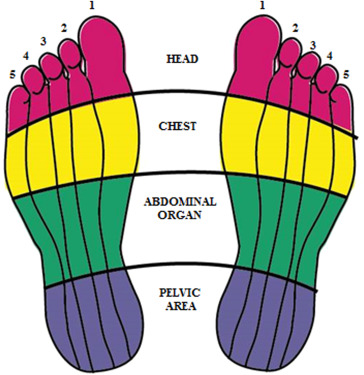 1 1
2 2
3 3
4 4
5 5
HEAD
CHEST
ABDOMINAL
ORGAN
PELVIC
AREA